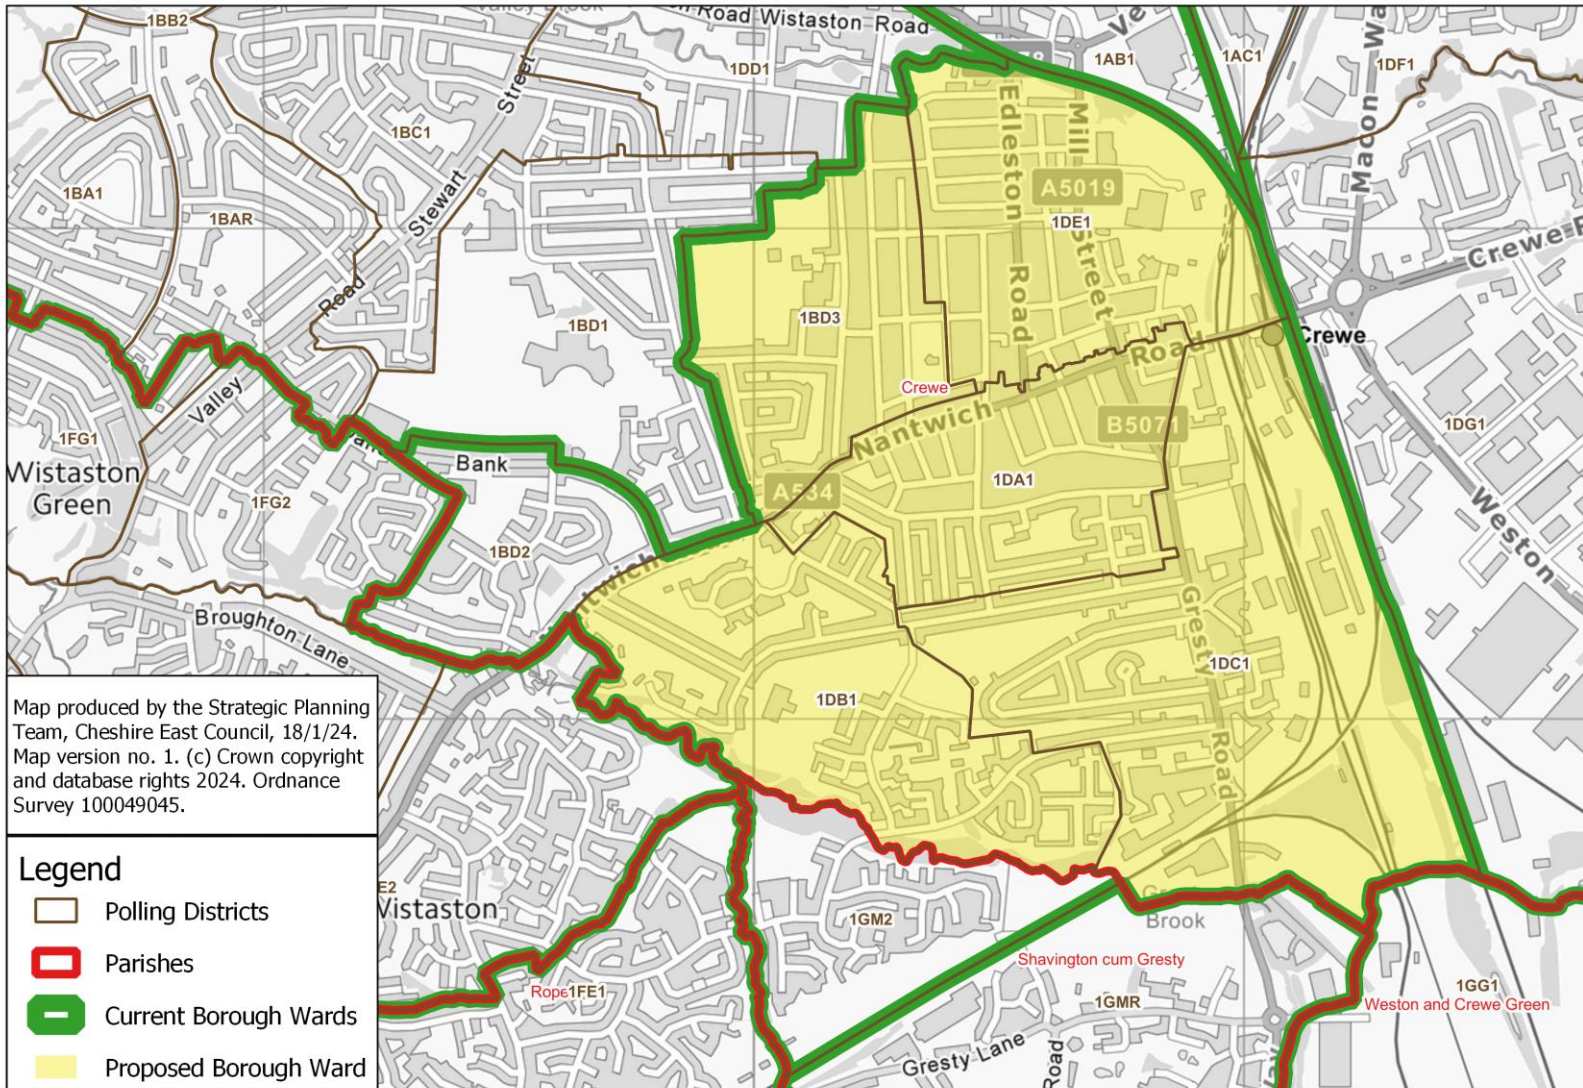 1BB2
Road Wistaston Road
1DD1
1AB1
1AC1
1DF1
Macon
1BC1
Street
Stewart
Road
1BA1
1BAR
Edleston
Road
Mill
Street
A5019
1DE1
Crewe
1BD1
1BD3
Crewe
Crewe
Nantwich
Road
B5071
1DG1
Valley
1FG1
Wistaston
Green
1FG2
Bank
A534
1DA1
Weston
1BD2
Broughton Lane
Gresty
Road
1DC1
1DB1
Map produced by the Strategic Planning
Team, Cheshire East Council, 18/1/24.
Map version no. 1. (c) Crown copyright
and database rights 2024. Ordnance
Survey 100049045.
Legend
Polling Districts
Parishes
Current Borough Wards
Proposed Borough Ward
1GM2
Brook
Shavington cum Gresty
Rope
1FE1
1GMR
1GG1
Weston and Crewe Green
Gresty Lane
Road